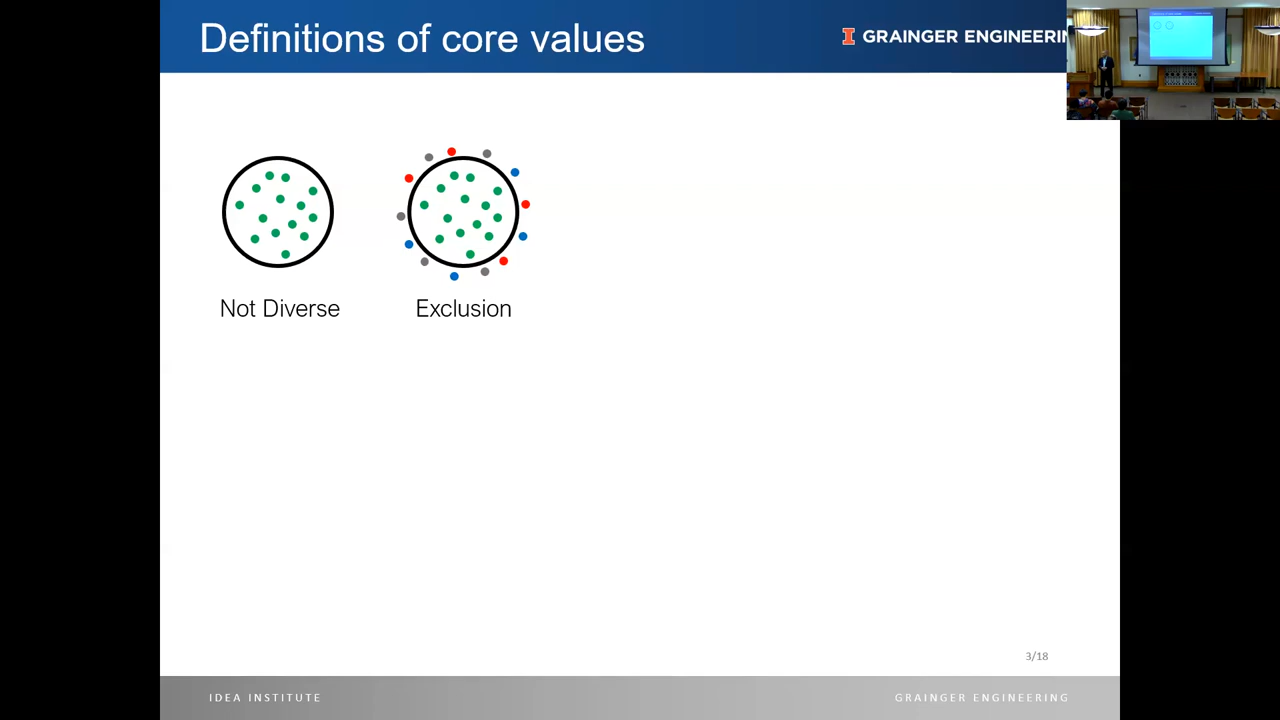 Definitions of core values
I GRAINGER ENGINEERIN
Not Diverse
Exclusion
3/18
IDEA INSTITUTE
GRAINGER ENGINEERING